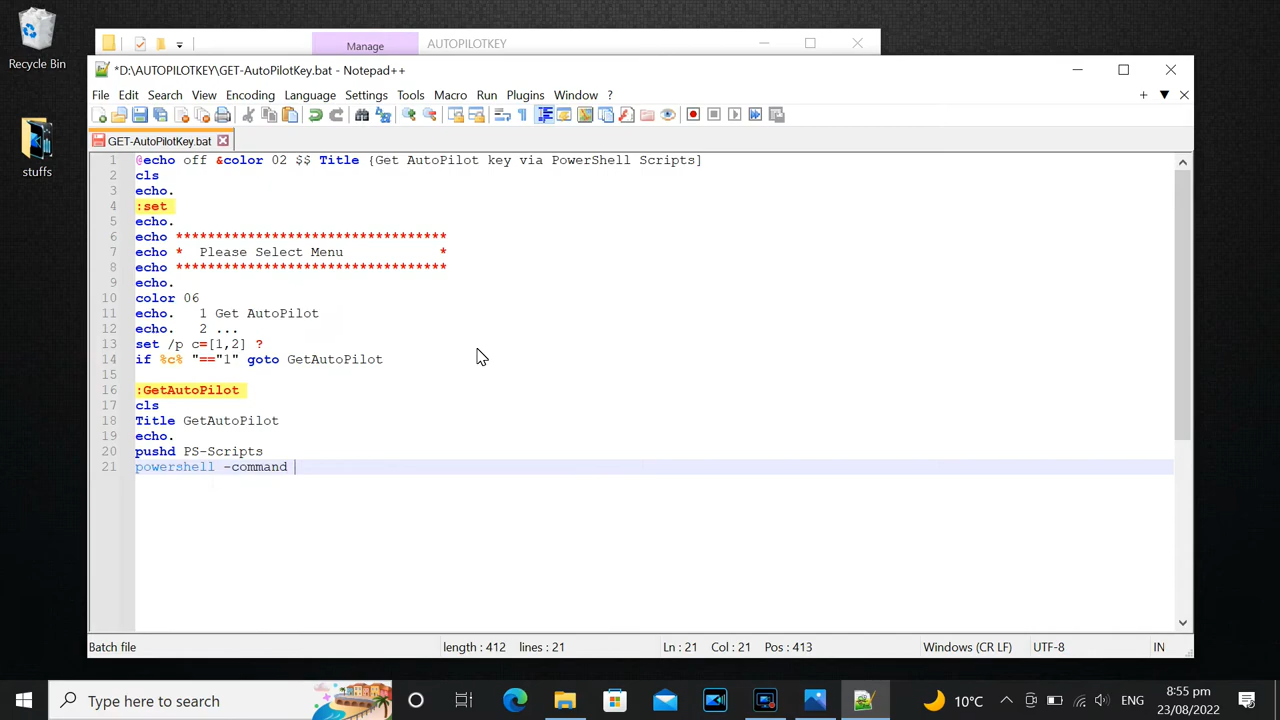 Recycle Bin
stuffs
Manage
AUTOPILOTKEY
*D:\AUTOPILOTKEY\GET-AutoPilotKey.bat - Notepad++
File Edit Search View Encoding Language Settings Tools Macro Run Plugins Window ?
GET-AutoPilotKey.bat
1 @echo off &color 02 $$ Title {Get AutoPilot key via PowerShell Scripts]
2 cls
3 echo.
4 :set
5 echo.
6 echo **********************************
7 echo *  Please Select Menu            *
8 echo **********************************
9 echo.
10 color 06
11 echo.   1 Get AutoPilot
12 echo.   2 ...
13 set /p c=[1,2] ?
14 if %c% "=="1" goto GetAutoPilot
15
16 :GetAutoPilot
17 cls
18 Title GetAutoPilot
19 echo.
20 pushd PS-Scripts
21 powershell -command
Batch file length : 412 lines : 21 Ln : 21 Col : 21 Pos : 413 Windows (CR LF) UTF-8 IN
Type here to search
10°C
ENG
8:55 pm
23/08/2022